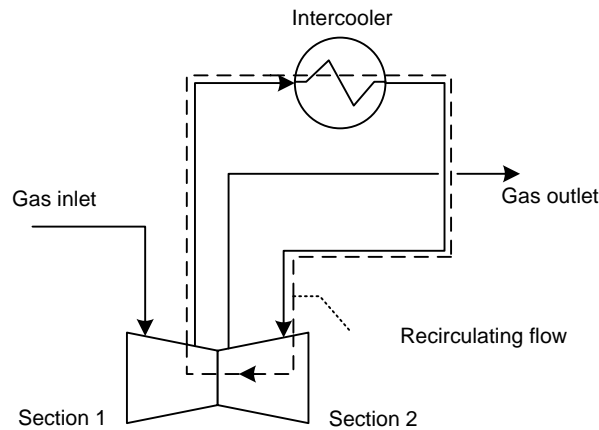 Intercooler
Gas inlet
Gas outlet
Recirculating flow
Section 1
Section 2